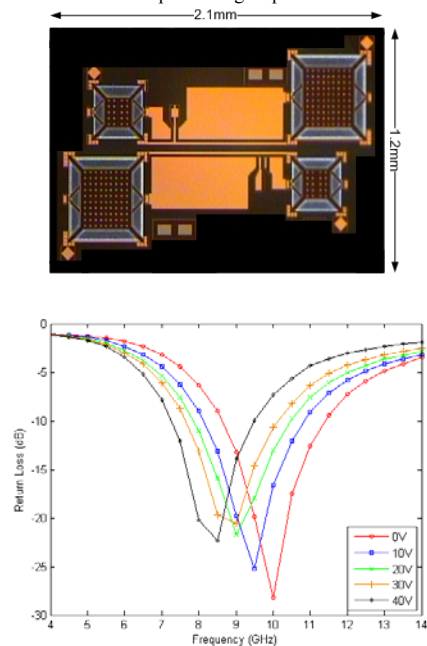 2.1mm
1.2mm
0
-5
-10
-15
-20
-25
-30
Return Loss (dB)
4 5 6 7 8 9 10 11 12 13 14
Frequency (GHz)
0V
10V
20V
30V
40V